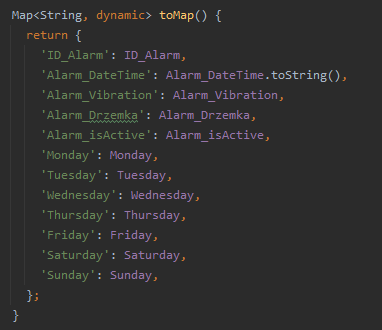 Map<String, dynamic> toMap() {
  return {
    'ID_Alarm': ID_Alarm,
    'Alarm_DateTime': Alarm_DateTime.toString(),
    'Alarm_Vibration': Alarm_Vibration,
    'Alarm_Drzemka': Alarm_Drzemka,
    'Alarm_isActive': Alarm_isActive,
    'Monday': Monday,
    'Tuesday': Tuesday,
    'Wednesday': Wednesday,
    'Thursday': Thursday,
    'Friday': Friday,
    'Saturday': Saturday,
    'Sunday': Sunday,
  };
}